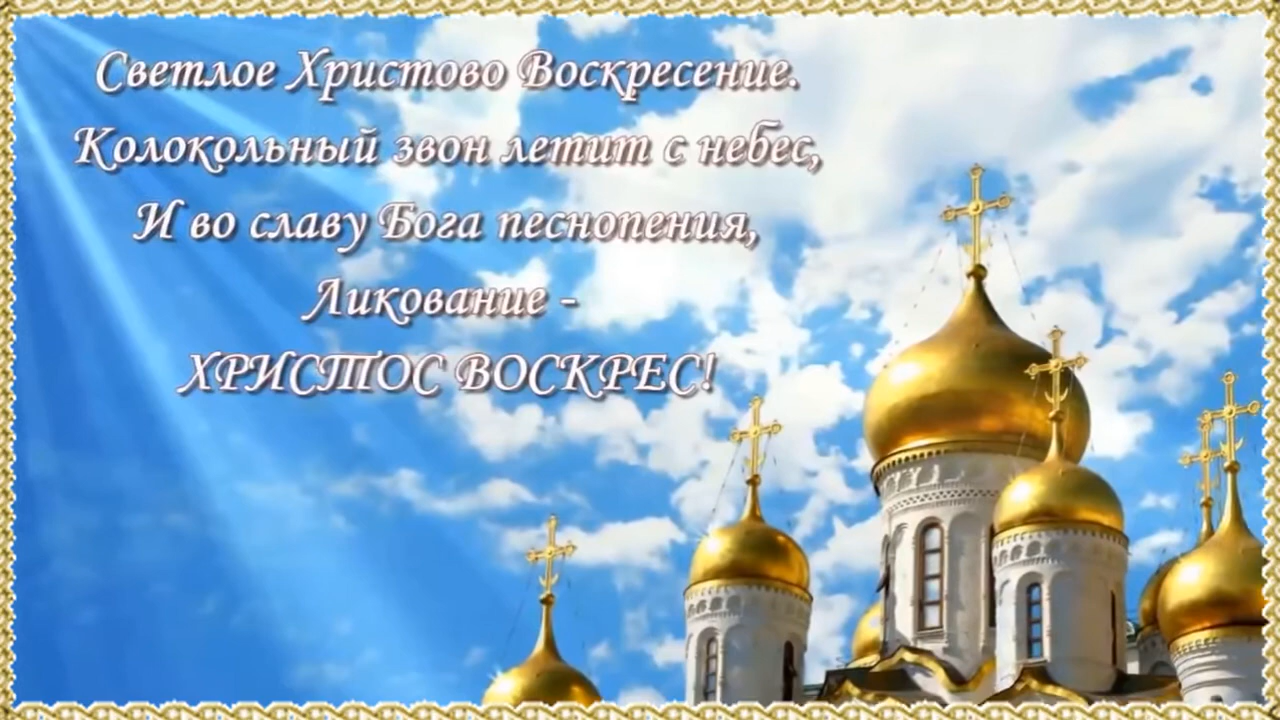 Светлое Христово Воскресение.
Колокольный звон летит с небес,
И во славу Бога песнопения,
Ликование -
ХРИСТОС ВОСКРЕС!